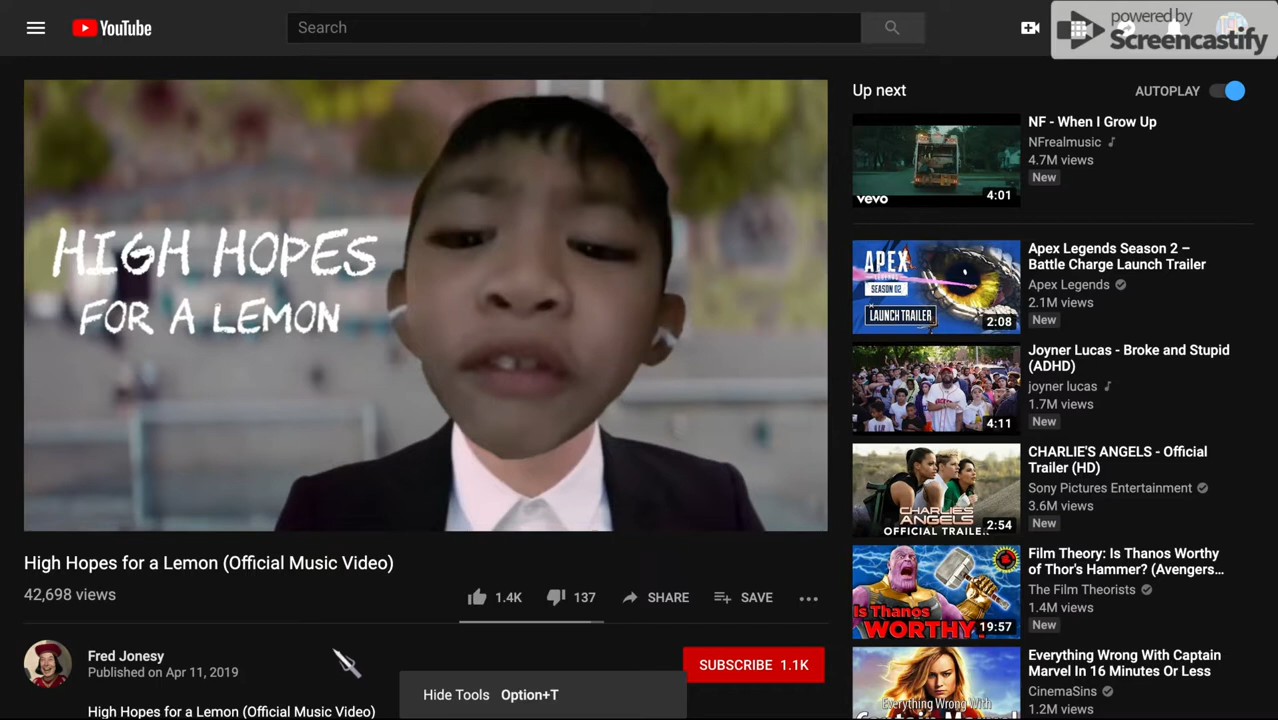 YouTube
Search
powered by
Screencastify
HIGH HOPES
FOR A LEMON
High Hopes for a Lemon (Official Music Video)
42,698 views
1.4K
137
SHARE
SAVE
Fred Jonesy
Published on Apr 11, 2019
SUBSCRIBE 1.1K
Hide Tools Option+T
High Hopes for a Lemon (Official Music Video)
Up next
AUTOPLAY
vevo
4:01
NF - When I Grow Up
NFrealmusic
4.7M views
New
APEX
LEGENDS
SEASON 02
LAUNCH TRAILER
2:08
Apex Legends Season 2 –
Battle Charge Launch Trailer
Apex Legends
2.1M views
New
4:11
Joyner Lucas - Broke and Stupid
(ADHD)
joyner lucas
1.7M views
New
CHARLIE'S
ANGELS
OFFICIAL TRAILER
2:54
CHARLIE'S ANGELS - Official
Trailer (HD)
Sony Pictures Entertainment
3.6M views
New
Is THANOS
WORTHY
19:57
Film Theory: Is Thanos Worthy
of Thor's Hammer? (Avengers...
The Film Theorists
1.4M views
New
Everything Wrong With
Captain Marvel
Everything Wrong With Captain
Marvel In 16 Minutes Or Less
CinemaSins
1.2M views